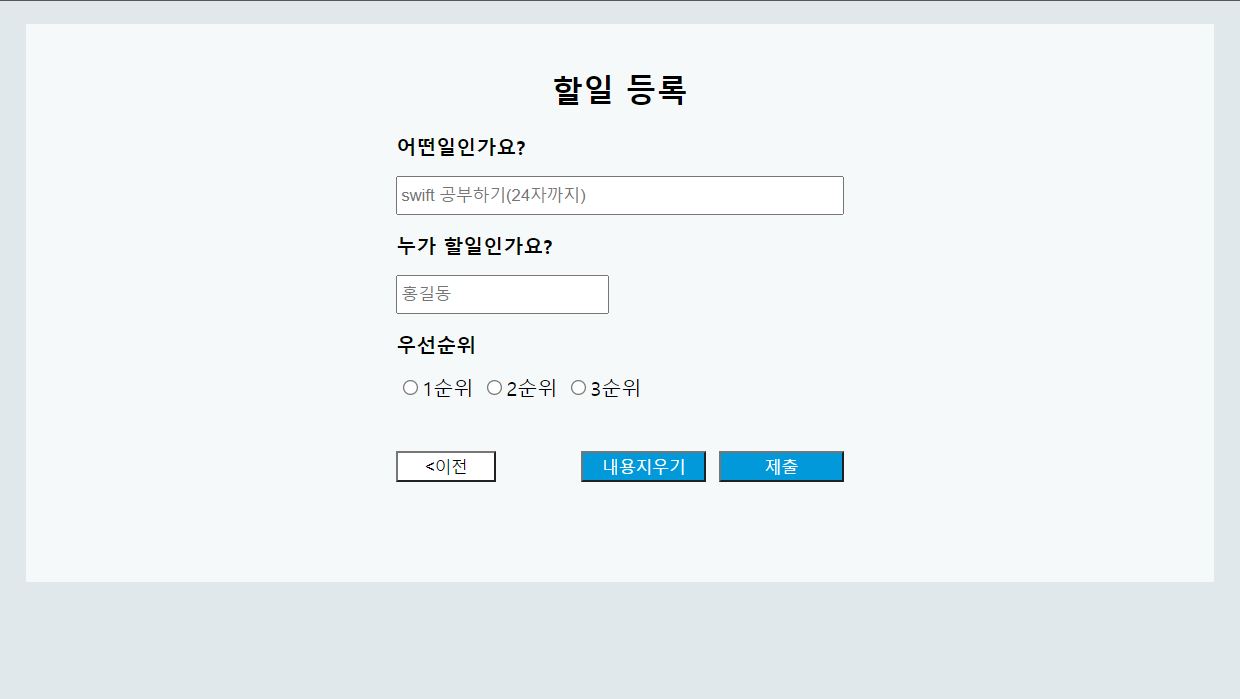 할일 등록
어떤일인가요?
swift 공부하기(24자까지)
누가 할일인가요?
홍길동
우선순위
1순위 2순위 3순위
<이전 내용지우기 제출